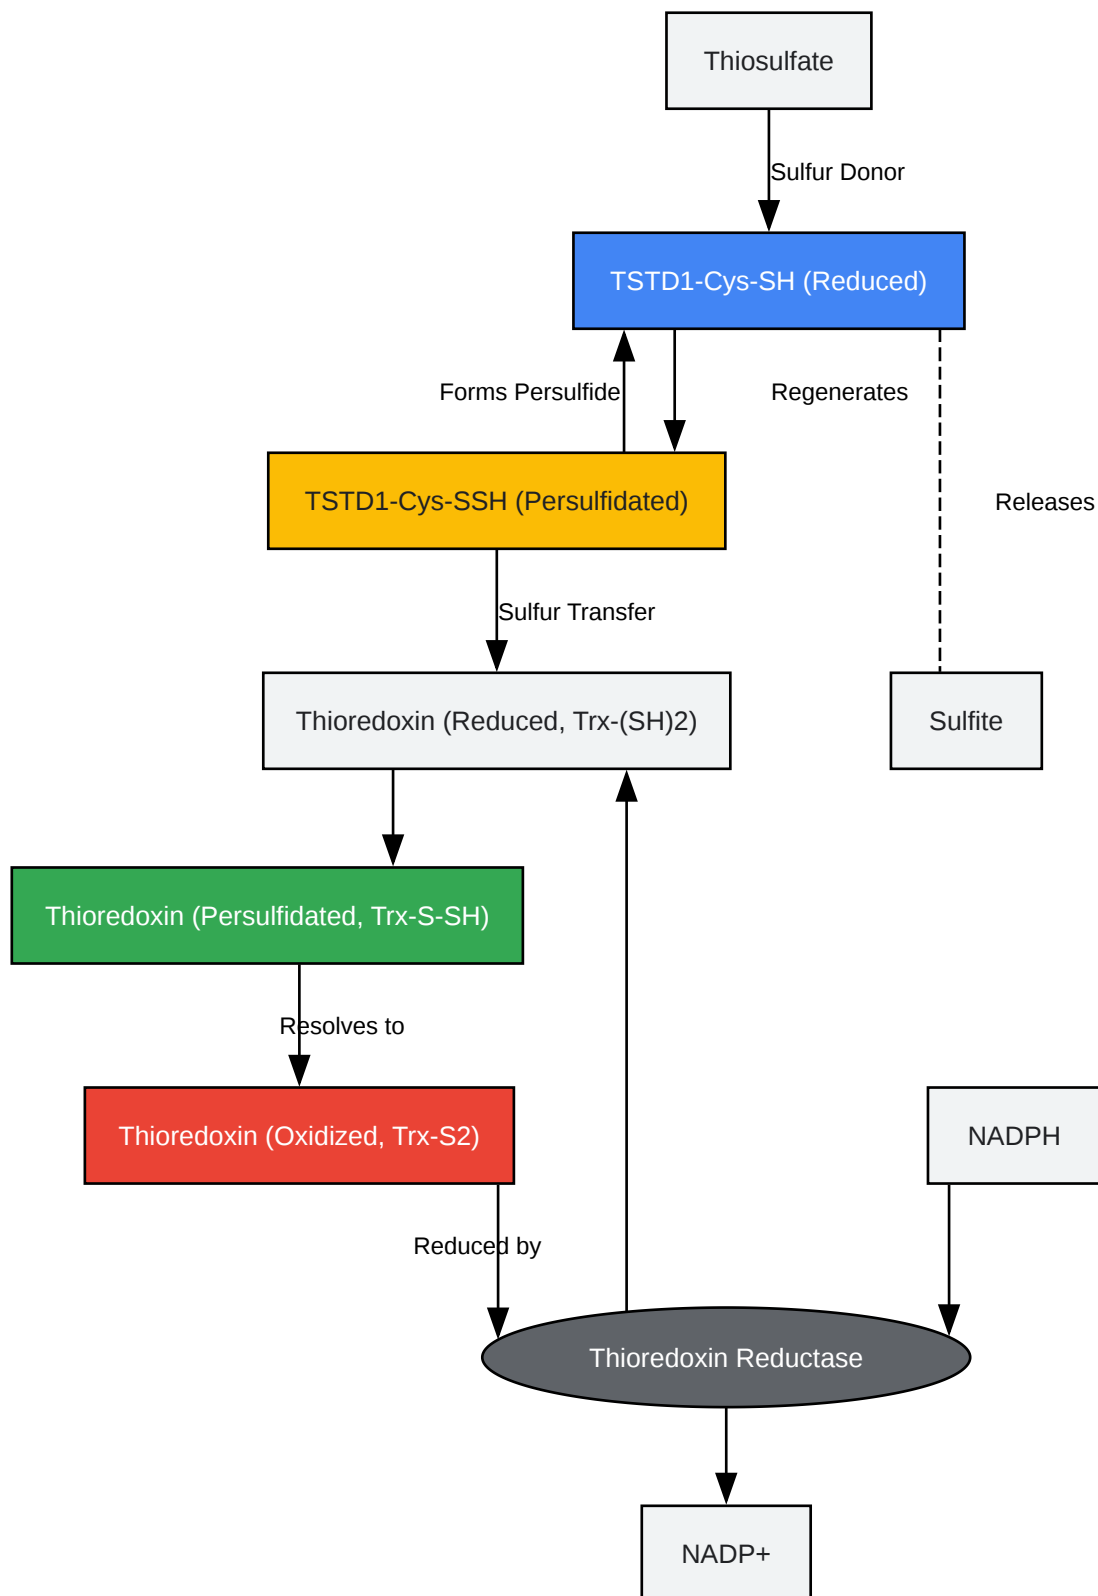 Thiosulfate
Sulfur Donor
TSTD1-Cys-SH (Reduced)
Forms Persulfide
Regenerates
TSTD1-Cys-SSH (Persulfidated)
Releases
Sulfur Transfer
Thioredoxin (Reduced, Trx-(SH)2)
Sulfite
Thioredoxin (Persulfidated, Trx-S-SH)
Resolves to
Thioredoxin (Oxidized, Trx-S2)
NADPH
Reduced by
Thioredoxin Reductase
NADP+